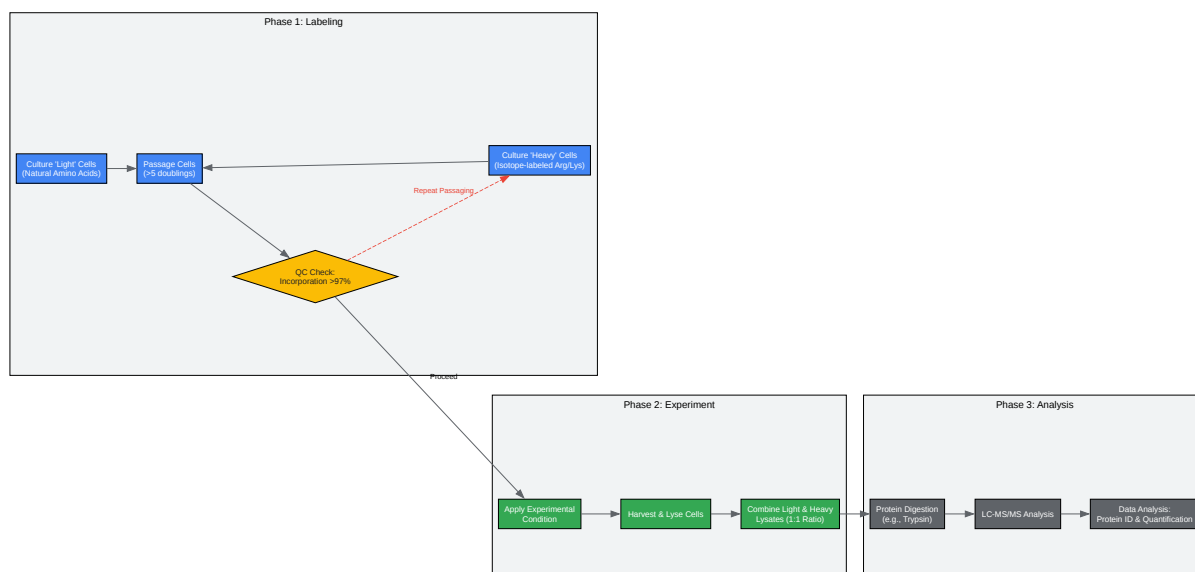 Phase 1: Labeling
Culture 'Light' Cells
(Natural Amino Acids)
Passage Cells
(>5 doublings)
Culture 'Heavy' Cells
(Isotope-labeled Arg/Lys)
Repeat Passaging
QC Check:
Incorporation >97%
Proceed
Phase 2: Experiment
Apply Experimental
Condition
Harvest & Lyse Cells
Combine Light & Heavy
Lysates (1:1 Ratio)
Phase 3: Analysis
Protein Digestion
(e.g., Trypsin)
LC-MS/MS Analysis
Data Analysis:
Protein ID & Quantification